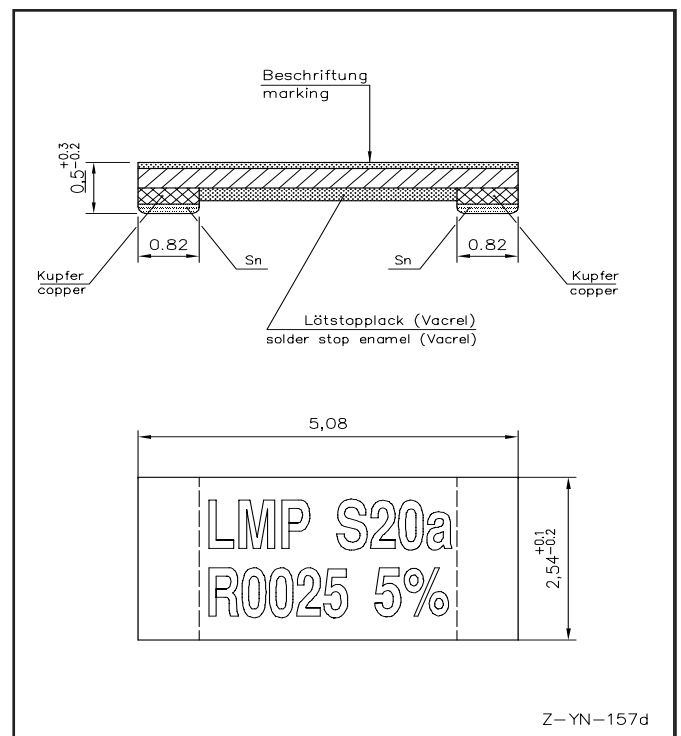 Beschriftung
marking
0,5 +0.3 -0.2
0.82
0.82
Sn
Sn
Kupfer
copper
Kupfer
copper
Lötstopplack (Vacrel)
solder stop enamel (Vacrel)
5,08
LMP S20a
R0025 5%
2,54 +0.1 -0.2
Z-YN-157d